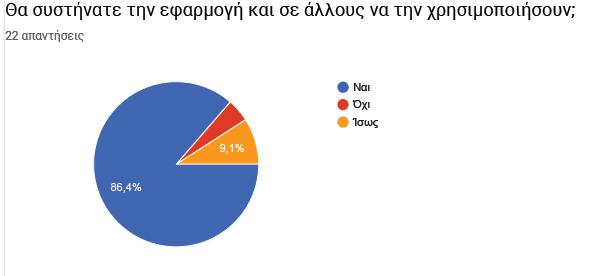 Θα συστήνατε την εφαρμογή και σε άλλους να την χρησιμοποιήσουν;
22 απαντήσεις
Ναι
Όχι
Ίσως
9,1%
86,4%